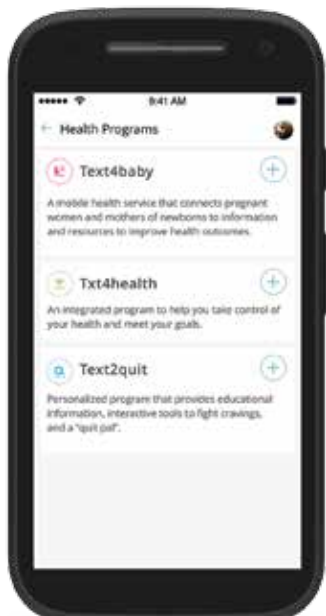 9:41 AM
Health Programs
Text4baby
A mobile health service that connects pregnant
women and mothers of newborns to information
and resources to improve health outcomes.
Txt4health
An integrated program to help you take control of
your health and meet your goals.
Text2quit
Personalized program that provides educational
information, interactive tools to fight cravings,
and a "quit pal".